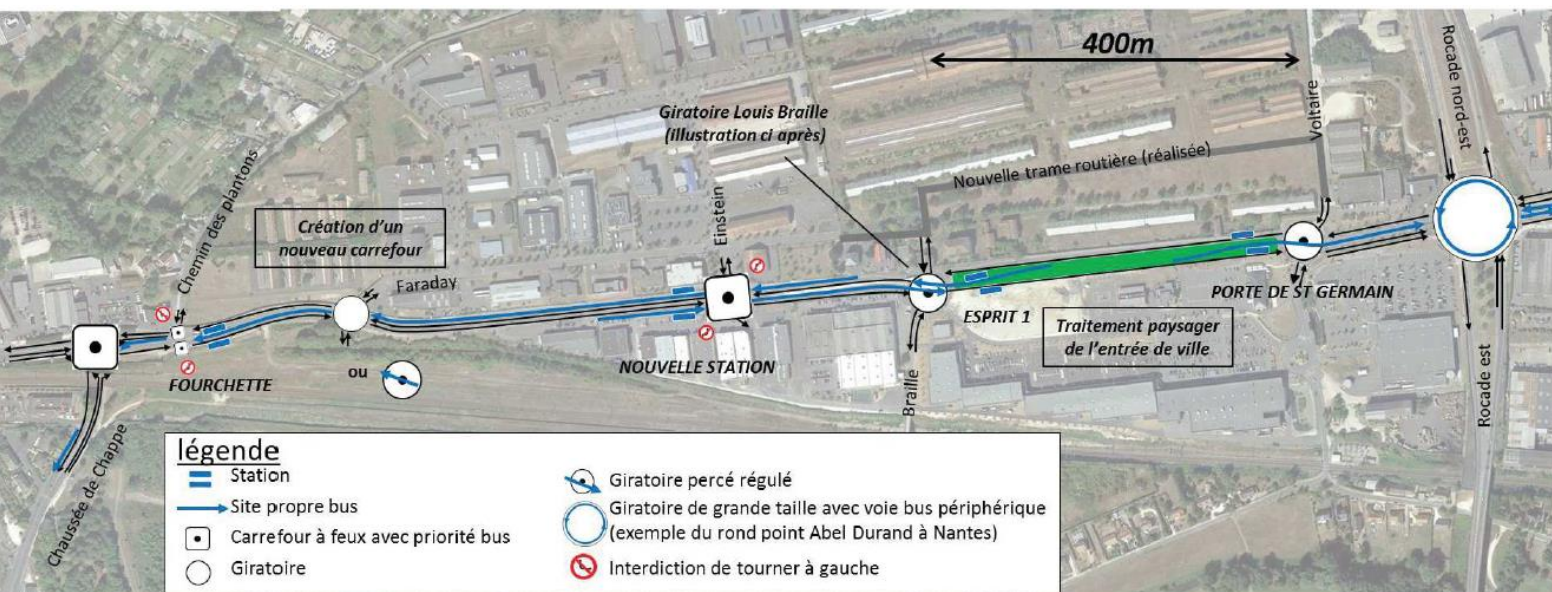 400m
Rocade nord-est
Voltaire
Giratoire Louis Braille
(illustration ci après)
Nouvelle trame routière (réalisée)
Chemin des plantons
Création d'un
nouveau carrefour
Einstein
Faraday
PORTE DE ST GERMAIN
ESPRIT 1
Traitement paysager
de l'entrée de ville
NOUVELLE STATION
ou
FOURCHETTE
Braille
Rocade est
Chaussée de Chappe
légende
Station
Site propre bus
Carrefour à feux avec priorité bus
Giratoire
Giratoire percé régulé
Giratoire de grande taille avec voie bus périphérique
(exemple du rond point Abel Durand à Nantes)
Interdiction de tourner à gauche